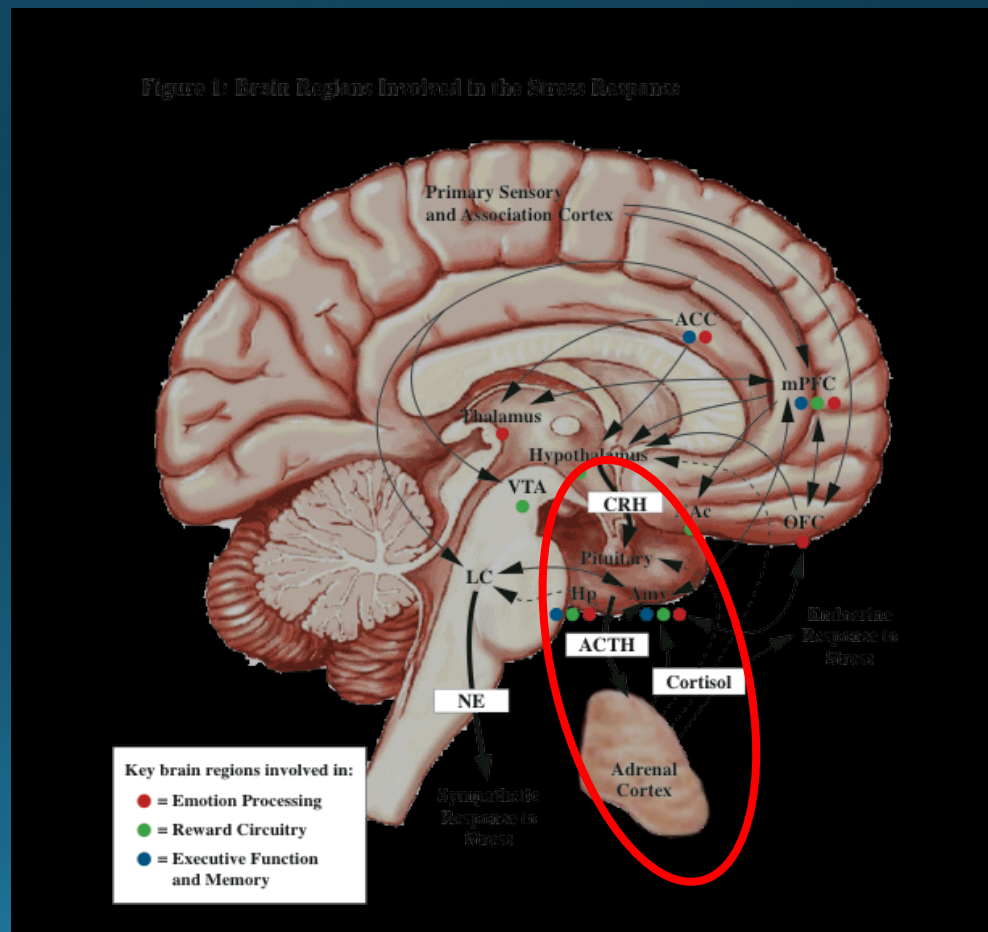 Figure 1: Brain Regions Involved in the Stress Response
Primary Sensory
and Association Cortex
ACC
mPFC
Thalamus
Hypothalamus
VTA
CRH
Ac
OFC
Pituitary
LC
Hp
Amy
Endocrine
Response to
Stress
ACTH
Cortisol
NE
Adrenal
Cortex
Sympathetic
Response to
Stress
Key brain regions involved in:
= Emotion Processing
= Reward Circuitry
= Executive Function
and Memory